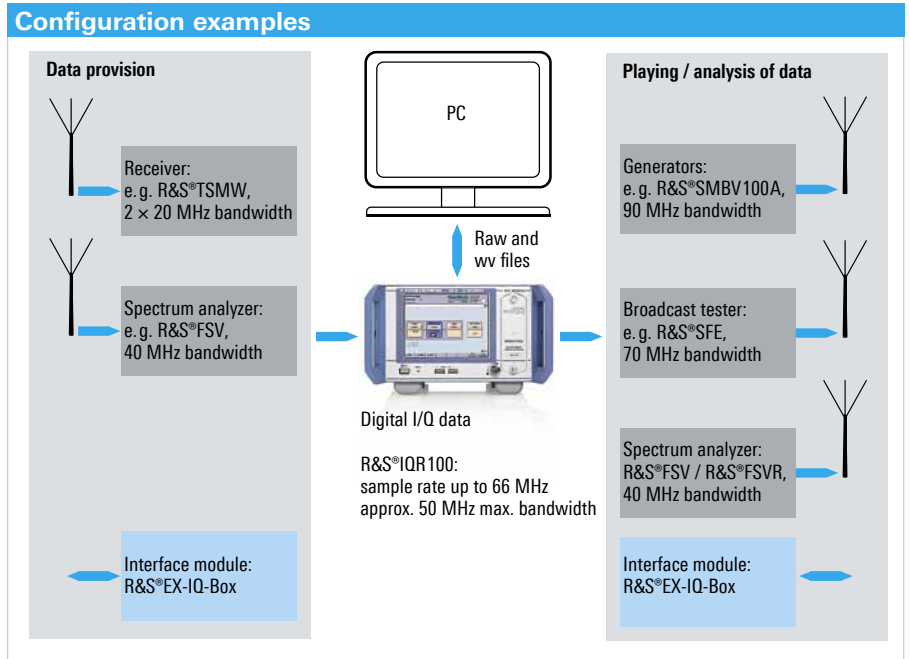 Configuration examples
Data provision
Receiver:
e. g. R&S®TSMW,
2 × 20 MHz bandwidth
Spectrum analyzer:
e. g. R&S®FSV,
40 MHz bandwidth
Interface module:
R&S®EX-IQ-Box
PC
Raw and
wv files
Digital I/Q data
R&S®IQR100:
sample rate up to 66 MHz
approx. 50 MHz max. bandwidth
Playing / analysis of data
Generators:
e. g. R&S®SMBV100A,
90 MHz bandwidth
Broadcast tester:
e. g. R&S®SFE,
70 MHz bandwidth
Spectrum analyzer:
R&S®FSV / R&S®FSVR,
40 MHz bandwidth
Interface module:
R&S®EX-IQ-Box